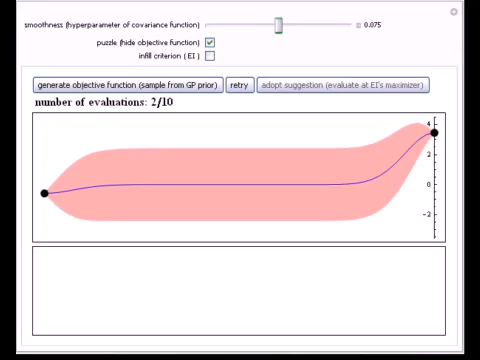 smoothness (hyperparameter of covariance function) 0.075
puzzle (hide objective function)
infill criterion ( EI )
generate objective function (sample from GP prior) retry adopt suggestion (evaluate at EI's maximizer)
number of evaluations: 2/10
4
2
0
-2